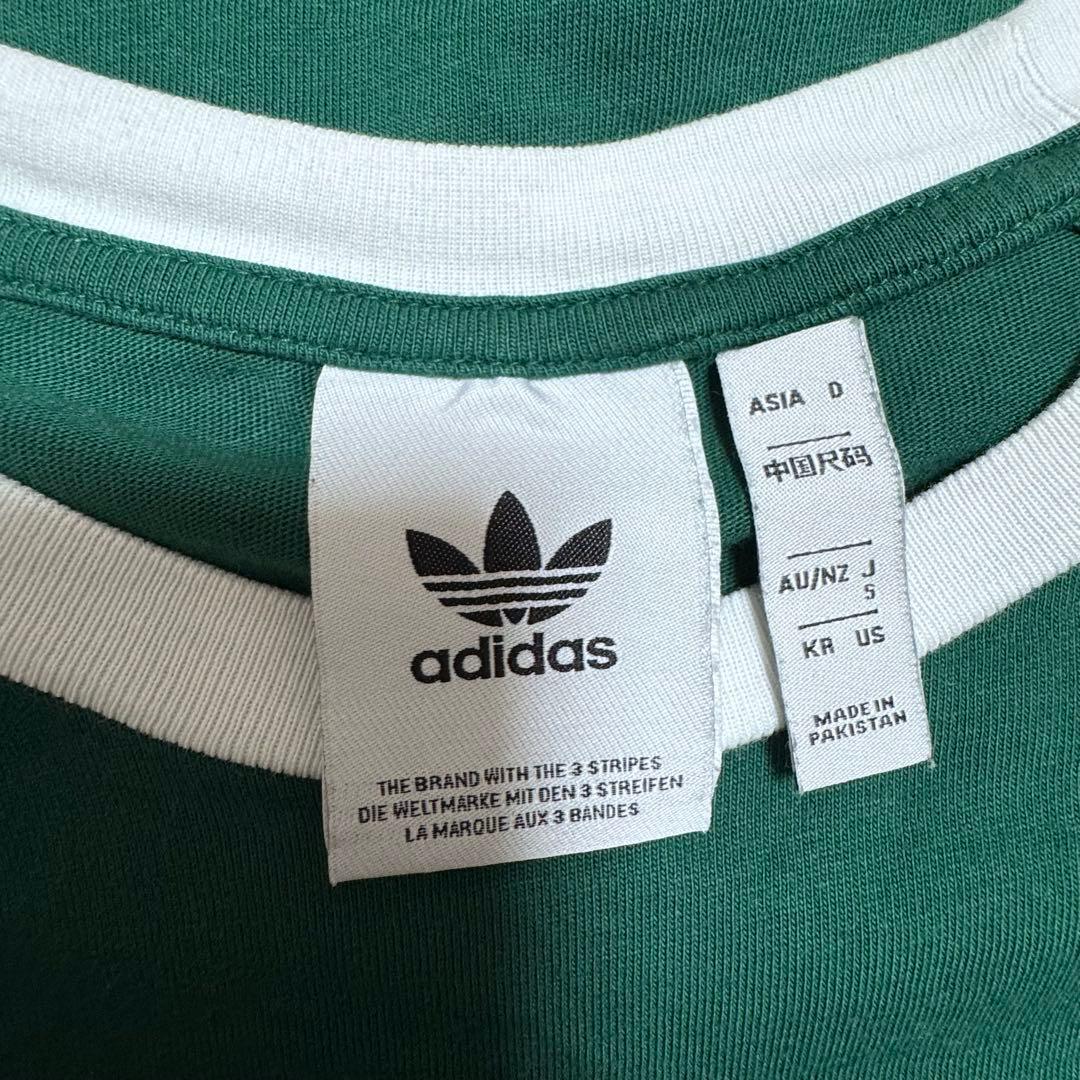 adidas
THE BRAND WITH THE 3 STRIPES
DIE WELTMARKE MIT DEN 3 STREIFEN
LA MARQUE AUX 3 BANDES
ASIA D
中国尺码
AU/NZ J
S
KR US
MADE IN
PAKISTAN